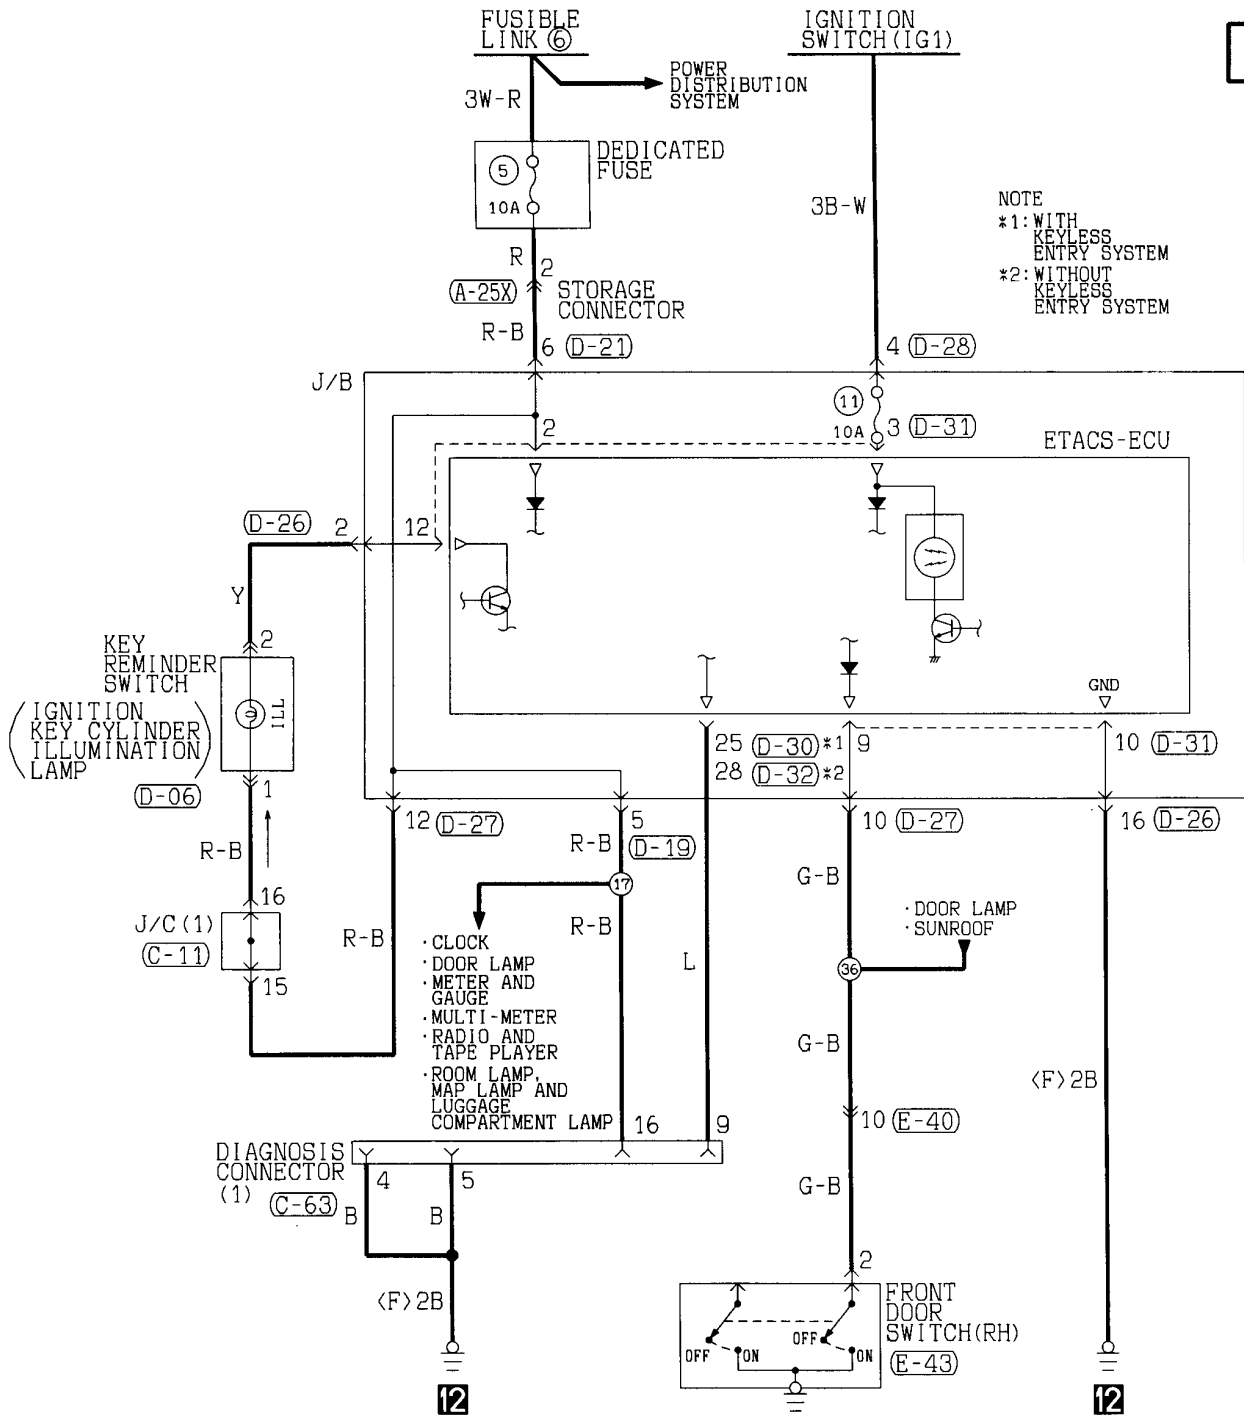 FUSIBLE
LINK ⑥
IGNITION
SWITCH(IG1)
POWER
DISTRIBUTION
SYSTEM
3W-R
DEDICATED
FUSE
5
10A
3B-W
NOTE
*1:WITH
KEYLESS
ENTRY SYSTEM
*2:WITHOUT
KEYLESS
ENTRY SYSTEM
R
2
A-25X
STORAGE
CONNECTOR
R-B
6 D-21
4 D-28
J/B
11
10A
3 D-31
2
ETACS-ECU
D-26
2
12
Y
2
KEY
REMINDER
SWITCH
(IGNITION
KEY CYLINDER
ILLUMINATION
LAMP)
ILL
GND
25 D-30 *1
28 D-32 *2
9
10 D-31
D-06
1
12 D-27
5
D-19
10 D-27
16 D-26
R-B
R-B
17
G-B
16
J/C(1)
C-11
15
R-B
R-B
·CLOCK
·DOOR LAMP
·METER AND
GAUGE
·MULTI-METER
·RADIO AND
TAPE PLAYER
·ROOM LAMP,
MAP LAMP AND
LUGGAGE
COMPARTMENT LAMP
L
·DOOR LAMP
·SUNROOF
36
G-B
<F>2B
10 E-40
16
9
DIAGNOSIS
CONNECTOR
(1)
C-63
4
5
B
B
G-B
<F>2B
2
FRONT
DOOR
SWITCH(RH)
E-43
OFF
ON
OFF
ON
12
12